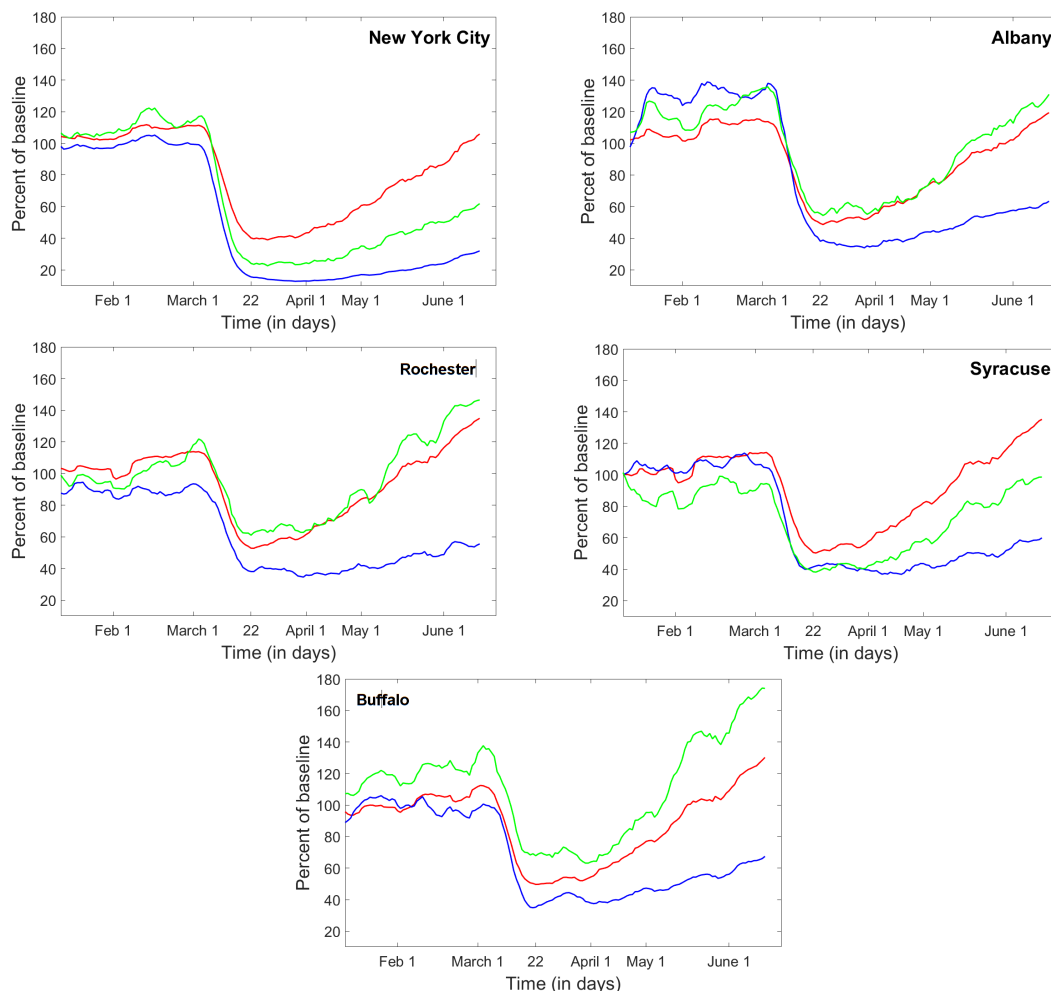 New York City
Percent of baseline
180
160
140
120
100
80
60
40
20
Feb 1 March 1 22 April 1 May 1 June 1
Time (in days)
Albany
Percet of baseline
180
160
140
120
100
80
60
40
20
Feb 1 March 1 22 April 1 May 1 June 1
Time (in days)
Rochester
Percent of baseline
180
160
140
120
100
80
60
40
20
Feb 1 March 1 22 April 1 May 1 June 1
Time (in days)
Syracuse
Percent of baseline
180
160
140
120
100
80
60
40
20
Feb 1 March 1 22 April 1 May 1 June 1
Time (in days)
Buffalo
Percent of baseline
180
160
140
120
100
80
60
40
20
Feb 1 March 1 22 April 1 May 1 June 1
Time (in days)